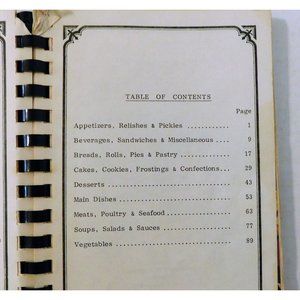 TABLE OF CONTENTS
Page
Appetizers, Relishes & Pickles ............ 1
Beverages, Sandwiches & Miscellaneous .... 9
Breads, Rolls, Pies & Pastry .............. 17
Cakes, Cookies, Frostings & Confections... 29
Desserts .................................. 43
Main Dishes ............................... 53
Meats, Poultry & Seafood .................. 63
Soups, Salads & Sauces .................... 77
Vegetables ................................ 89